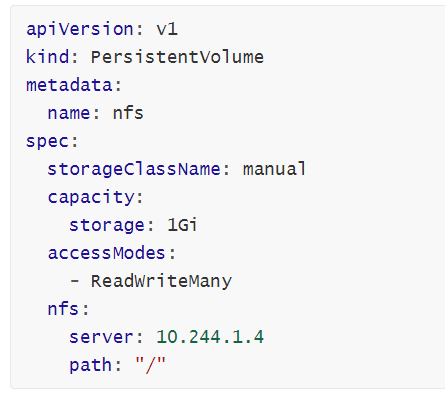 apiVersion: v1
kind: PersistentVolume
metadata:
  name: nfs
spec:
  storageClassName: manual
  capacity:
    storage: 1Gi
  accessModes:
    - ReadWriteMany
  nfs:
    server: 10.244.1.4
    path: "/"